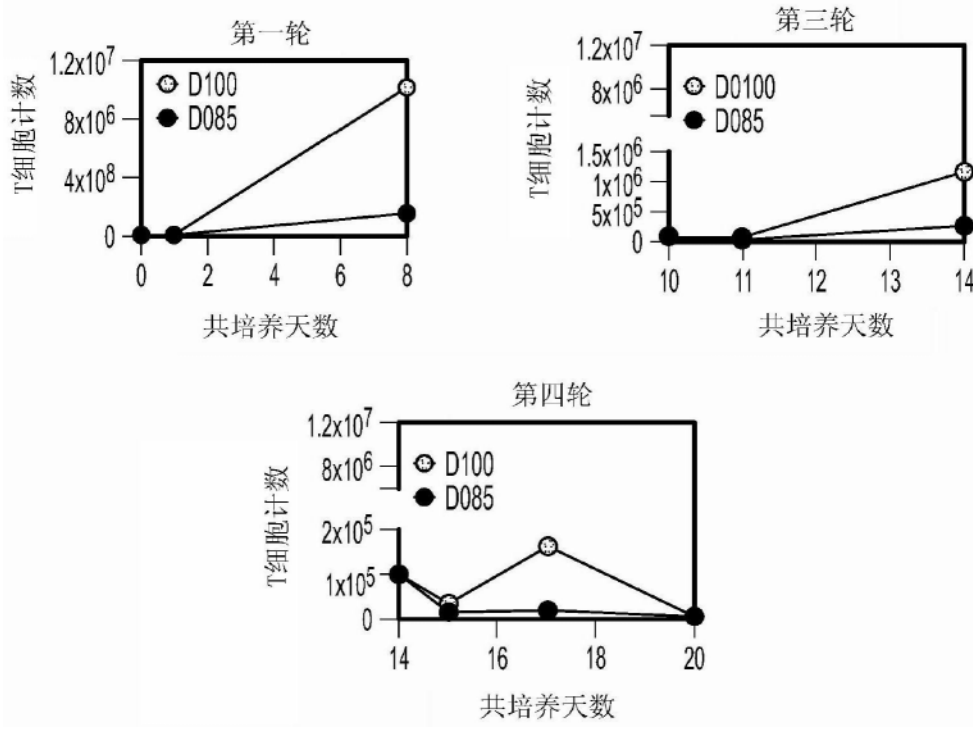 第一轮
T细胞计数
1.2x10⁷
8x10⁶
4x10⁸
0
D100
D085
0 2 4 6 8
共培养天数
第三轮
T细胞计数
1.2x10⁷
8x10⁶
1.5x10⁶
1x10⁶
5x10⁵
0
D0100
D085
10 11 12 13 14
共培养天数
第四轮
T细胞计数
1.2x10⁷
8x10⁶
2x10⁵
1x10⁵
0
D100
D085
14 16 18 20
共培养天数